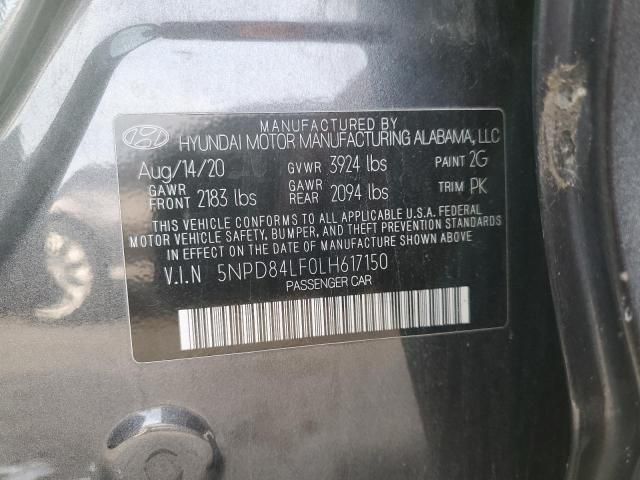 MANUFACTURED BY
HYUNDAI MOTOR MANUFACTURING ALABAMA, LLC
Aug/14/20 GVWR 3924 lbs PAINT 2G
GAWR FRONT 2183 lbs GAWR REAR 2094 lbs TRIM PK
THIS VEHICLE CONFORMS TO ALL APPLICABLE U.S.A. FEDERAL
MOTOR VEHICLE SAFETY, BUMPER, AND THEFT PREVENTION STANDARDS
IN EFFECT ON THE DATE OF MANUFACTURE SHOWN ABOVE.
V.I.N 5NPD84LF0LH617150
PASSENGER CAR